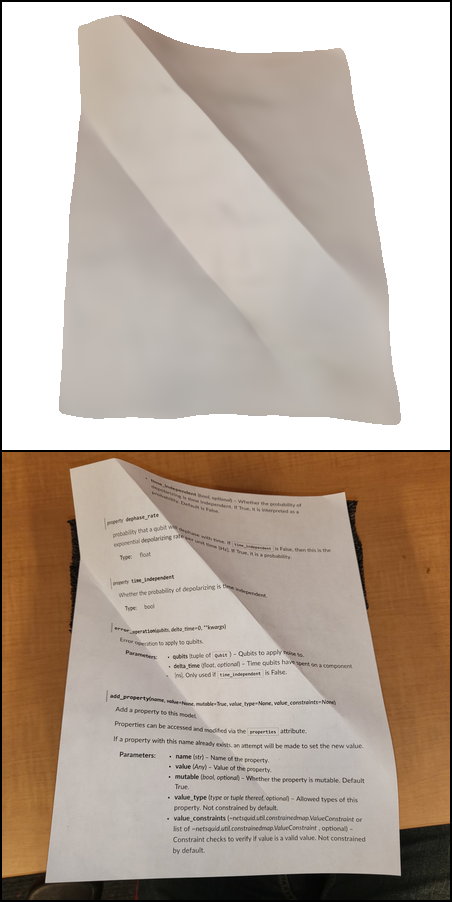 • time_independent (bool, optional) – Whether the probability of
depolarizing is time independent. If True, it is interpreted as a
probability. Default is False.
property dephase_rate
probability that a qubit will dephase with time. If time_independent is False, then this is the
exponential depolarizing rate per unit time [Hz]. If True, it is a probability.
Type: float
property time_independent
Whether the probability of depolarizing is time independent.
Type: bool
error_operation(qubits, delta_time=0, **kwargs)
Error operation to apply to qubits.
Parameters: • qubits (tuple of Qubit) – Qubits to apply noise to.
• delta_time (float, optional) – Time qubits have spent on a component
[ns]. Only used if time_independent is False.
add_property(name, value=None, mutable=True, value_type=None, value_constraints=None)
Add a property to this model.
Properties can be accessed and modified via the properties attribute.
If a property with this name already exists, an attempt will be made to set the new value.
Parameters: • name (str) – Name of the property.
• value (Any) – Value of the property.
• mutable (bool, optional) – Whether the property is mutable. Default
True.
• value_type (type or tuple thereof, optional) – Allowed types of this
property. Not constrained by default.
• value_constraints (~netsquid.util.constrainedmap.ValueConstraint or
list of ~netsquid.util.constrainedmap.ValueConstraint , optional) –
Constraint checks to verify if value is a valid value. Not constrained
by default.